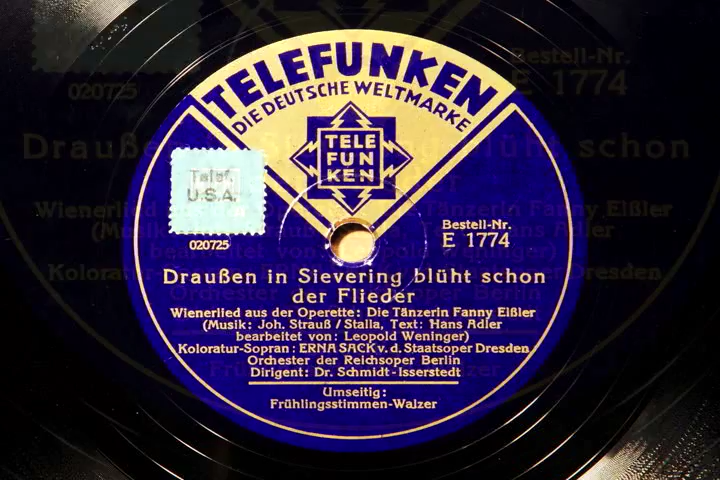 TELEFUNKEN
DIE DEUTSCHE WELTMARKE
TELE
FUN
KEN
Telef.
U.S.A.
020725
Bestell-Nr.
E 1774
Draußen in Sievering blüht schon
der Flieder
Wienerlied aus der Operette: Die Tänzerin Fanny Elßler
(Musik: Joh. Strauß / Stalla, Text: Hans Adler
bearbeitet von: Leopold Weninger)
Koloratur-Sopran: ERNA SACK v. d. Staatsoper Dresden
Orchester der Reichsoper Berlin
Dirigent: Dr. Schmidt-Isserstedt
Umseitig:
Frühlingsstimmen-Walzer